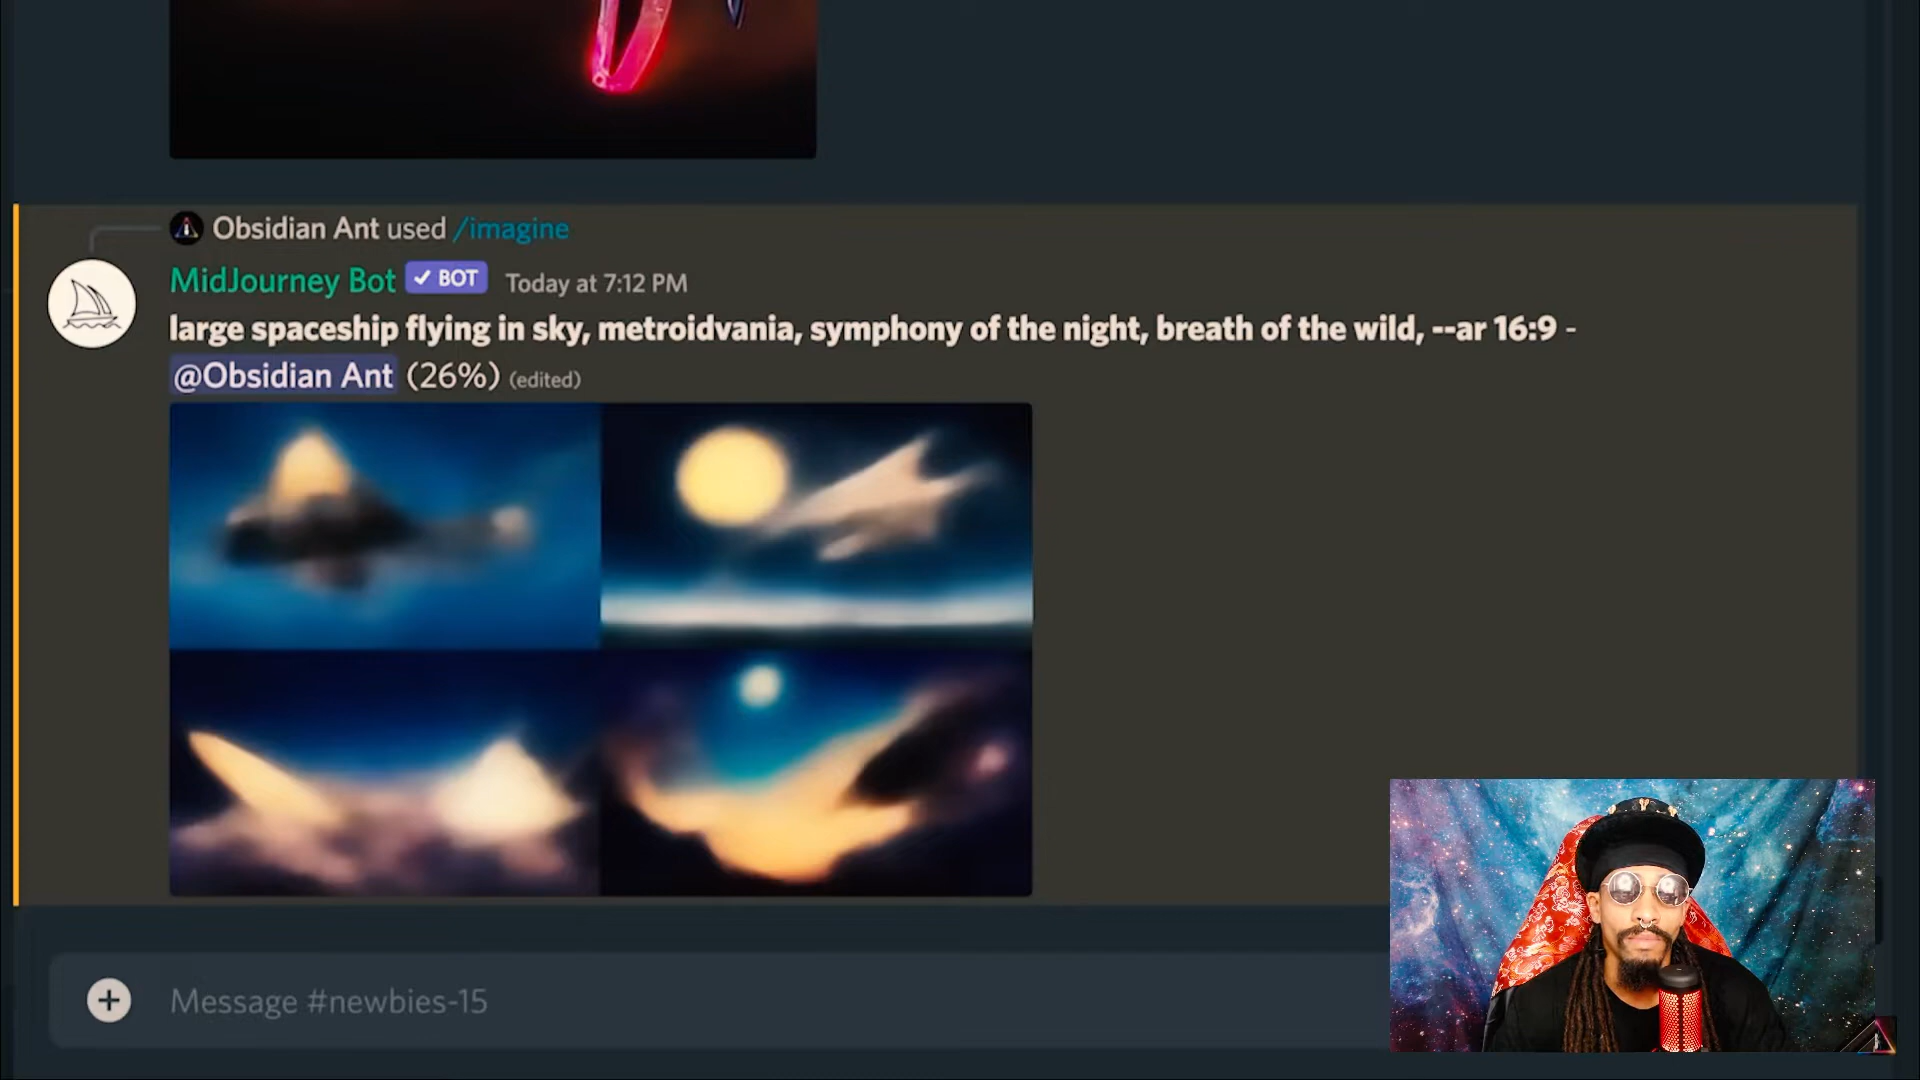 Obsidian Ant used /imagine
MidJourney Bot ✓ BOT Today at 7:12 PM
large spaceship flying in sky, metroidvania, symphony of the night, breath of the wild, --ar 16:9 -
@Obsidian Ant (26%) (edited)
Message #newbies-15